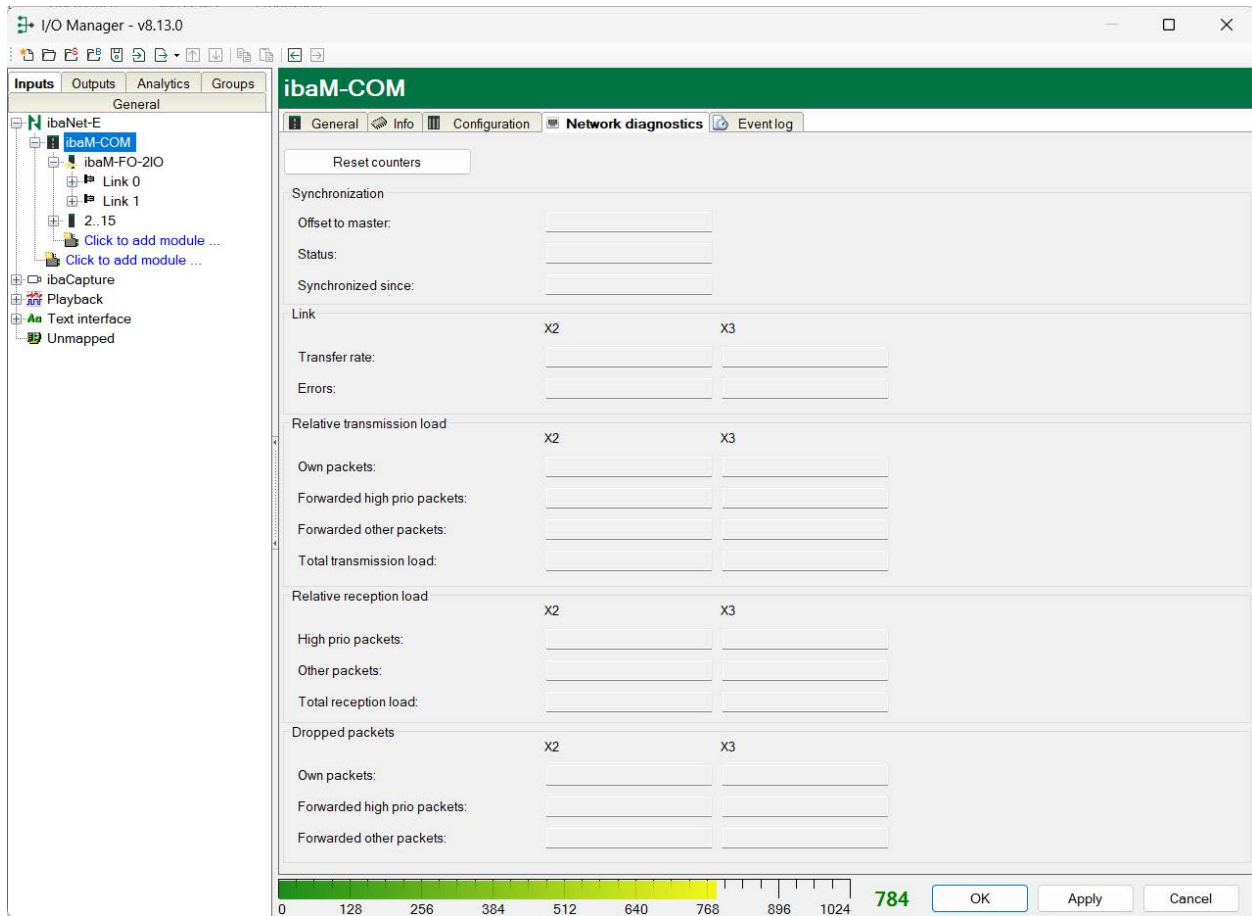 I/O Manager - v8.13.0
Inputs Outputs Analytics Groups
General
ibaNet-E
ibaM-COM
ibaM-FO-2IO
Link 0
Link 1
2..15
Click to add module ...
Click to add module ...
ibaCapture
Playback
Text interface
Unmapped
ibaM-COM
General Info Configuration Network diagnostics Event log
Reset counters
Synchronization
Offset to master:
Status:
Synchronized since:
Link
X2 X3
Transfer rate:
Errors:
Relative transmission load
X2 X3
Own packets:
Forwarded high prio packets:
Forwarded other packets:
Total transmission load:
Relative reception load
X2 X3
High prio packets:
Other packets:
Total reception load:
Dropped packets
X2 X3
Own packets:
Forwarded high prio packets:
Forwarded other packets:
0 128 256 384 512 640 768 896 1024 784 OK Apply Cancel